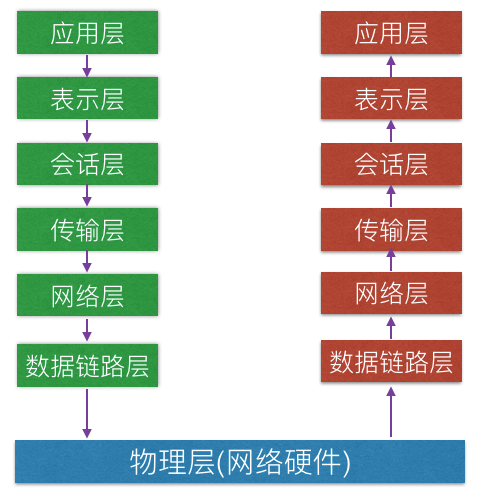 应用层
表示层
会话层
传输层
网络层
数据链路层
应用层
表示层
会话层
传输层
网络层
数据链路层
物理层(网络硬件)